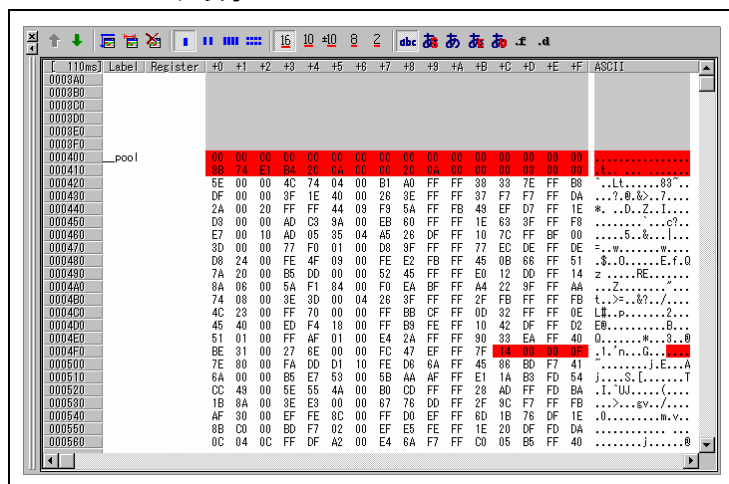 16 10 ±10 8 2 abc あ .f .d
[ 110ms] Label Register +0 +1 +2 +3 +4 +5 +6 +7 +8 +9 +A +B +C +D +E +F ASCII
0003A0
0003B0
0003C0
0003D0
0003E0
0003F0
000400 __pool 00 00 00 00 00 00 00 00 00 00 00 00 00 00 00 00 ................
000410 9B 74 E1 B4 20 0A 00 00 20 0A 00 00 00 03 00 00
000420 5E 00 00 4C 74 04 00 B1 A0 FF FF 38 33 7E FF B8 ^..Lt......83~..
000430 DF 00 00 3F 1E 40 00 26 3E FF FF 37 F7 F7 FF DA ...?.@.&>..7....
000440 2A 00 20 FF FF 44 09 F9 5A FF FB 49 EF D7 FF 1E *. ..D..Z..I....
000450 D3 00 00 AD C3 9A 00 EB 60 FF FF 1E 63 3F FF F8
000460 E7 00 10 AD 05 35 04 A5 26 DF FF 10 7C FF BF 00 .....5..&...|...
000470 3D 00 00 77 F0 01 00 D8 9F FF FF 77 EC DE FF DE =..w.......w....
000480 D8 24 00 FE 4F 09 00 FE E2 FB FF 45 0B 66 FF 51 .$..O......E.f.Q
000490 7A 20 00 B5 DD 00 00 52 45 FF FF E0 12 DD FF 14 z .....RE.......
0004A0 8A 06 00 5A F1 84 00 F0 EA BF FF A4 22 9F FF AA ...Z........"...
0004B0 74 08 00 3E 3D 00 04 26 3F FF FF 2F FB FF FF FB t..>=..&?../....
0004C0 4C 23 00 FF 70 00 00 FF BB CF FF 0D 32 FF FF 0E L#..p.......2...
0004D0 45 40 00 ED F4 18 00 FF B9 FE FF 10 42 DF FF D2 E@..........B...
0004E0 51 01 00 FF AF 01 00 E4 2A FF FF 90 33 EA FF 40 Q.......*...3..@
0004F0 BE 31 00 27 6E 00 00 FC 47 EF FF 7F 14 00 00 0F .1.'n...G.......
000500 7E 80 00 FA DD D1 10 FE D6 6A FF 45 86 BD F7 41 ~........j.E...A
000510 6A 00 00 B5 E7 53 00 5B AA AF FF E1 1A B3 FD 54 j....S.[.......T
000520 CC 49 00 5E 55 4A 00 B0 CD FF FF 28 AD FF FD BA .I.^UJ.....(....
000530 1B 8A 00 3E E3 00 00 67 76 DD FF 2F 9C F7 FF FB ...>...gv../....
000540 AF 30 00 EF FE 8C 00 FF D0 EF FF 6D 1B 76 DF 1E .0.........m.v..
000550 8B C0 00 BD F7 02 00 EF E5 FE FF 1E 20 DF FD DA
000560 0C 04 0C FF DF A2 00 E4 6A F7 FF C0 05 B5 FF 40 ........j......@